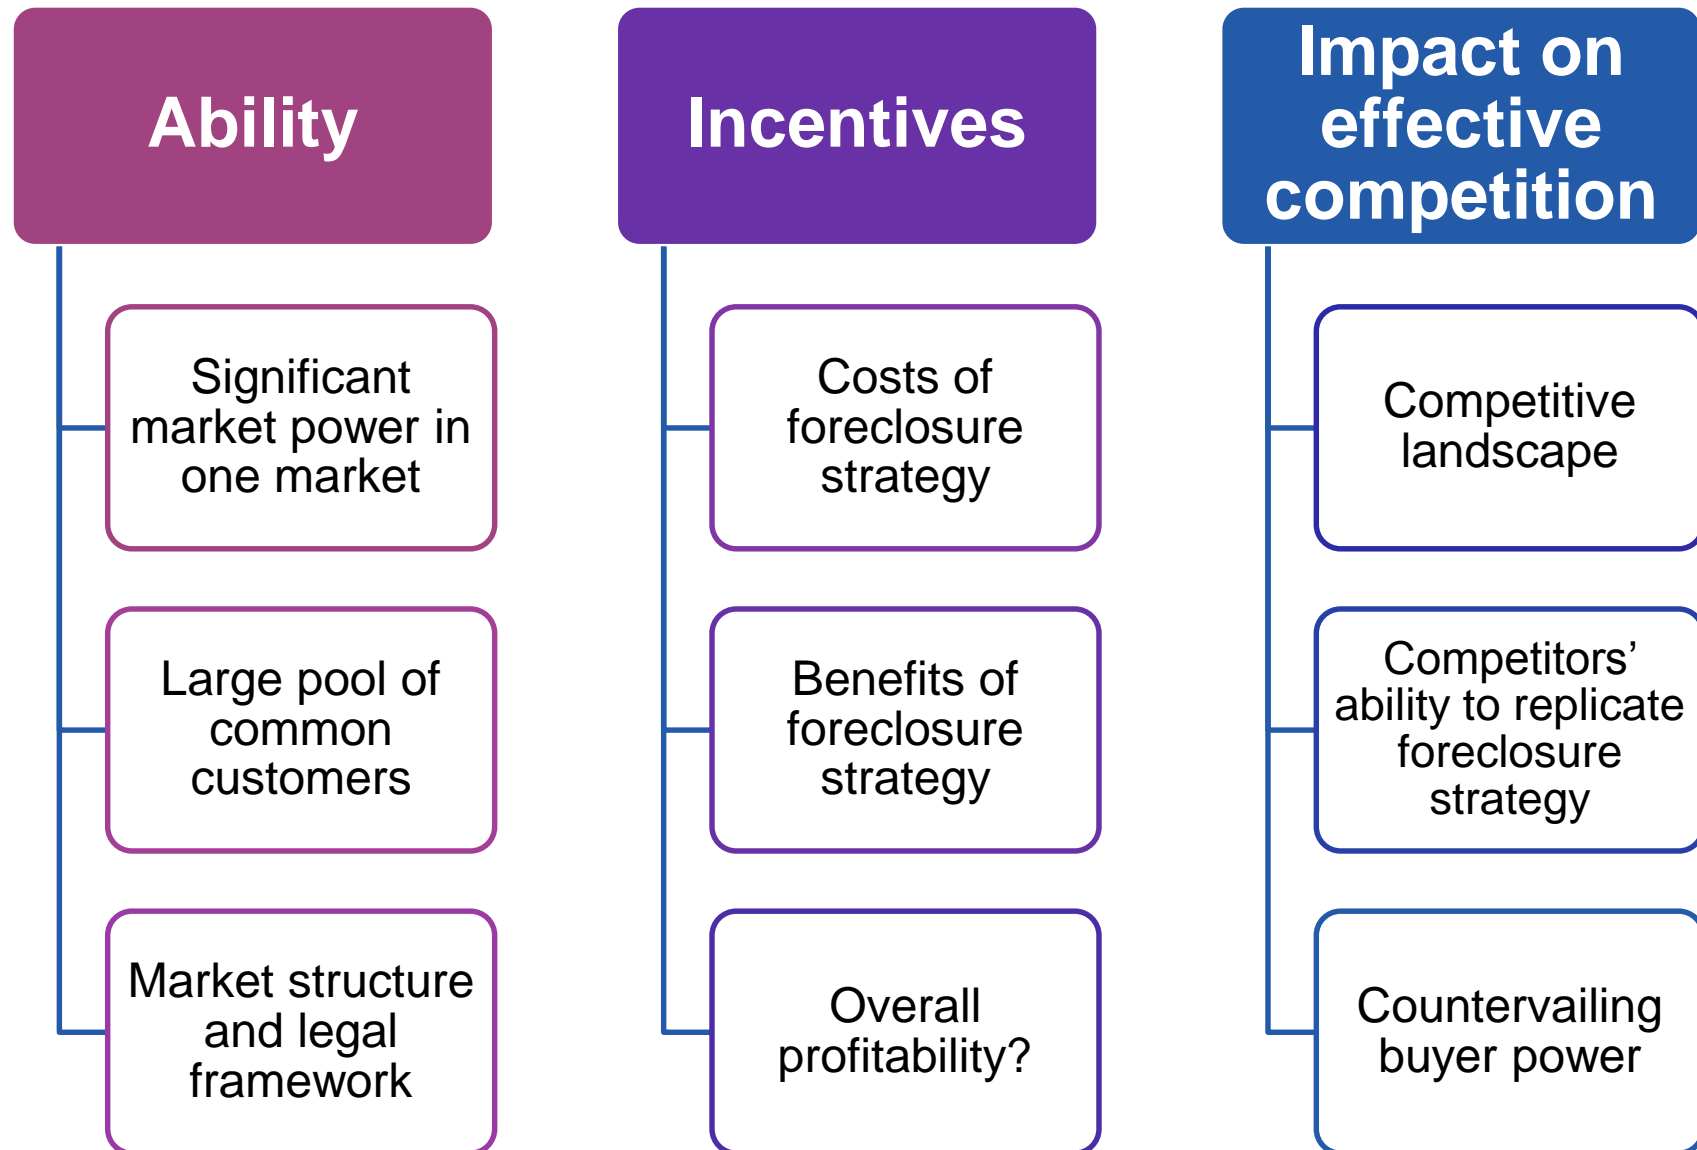 Ability
Significant
market power in
one market
Large pool of
common
customers
Market structure
and legal
framework
Incentives
Costs of
foreclosure
strategy
Benefits of
foreclosure
strategy
Overall
profitability?
Impact on
effective
competition
Competitive
landscape
Competitors’
ability to replicate
foreclosure
strategy
Countervailing
buyer power